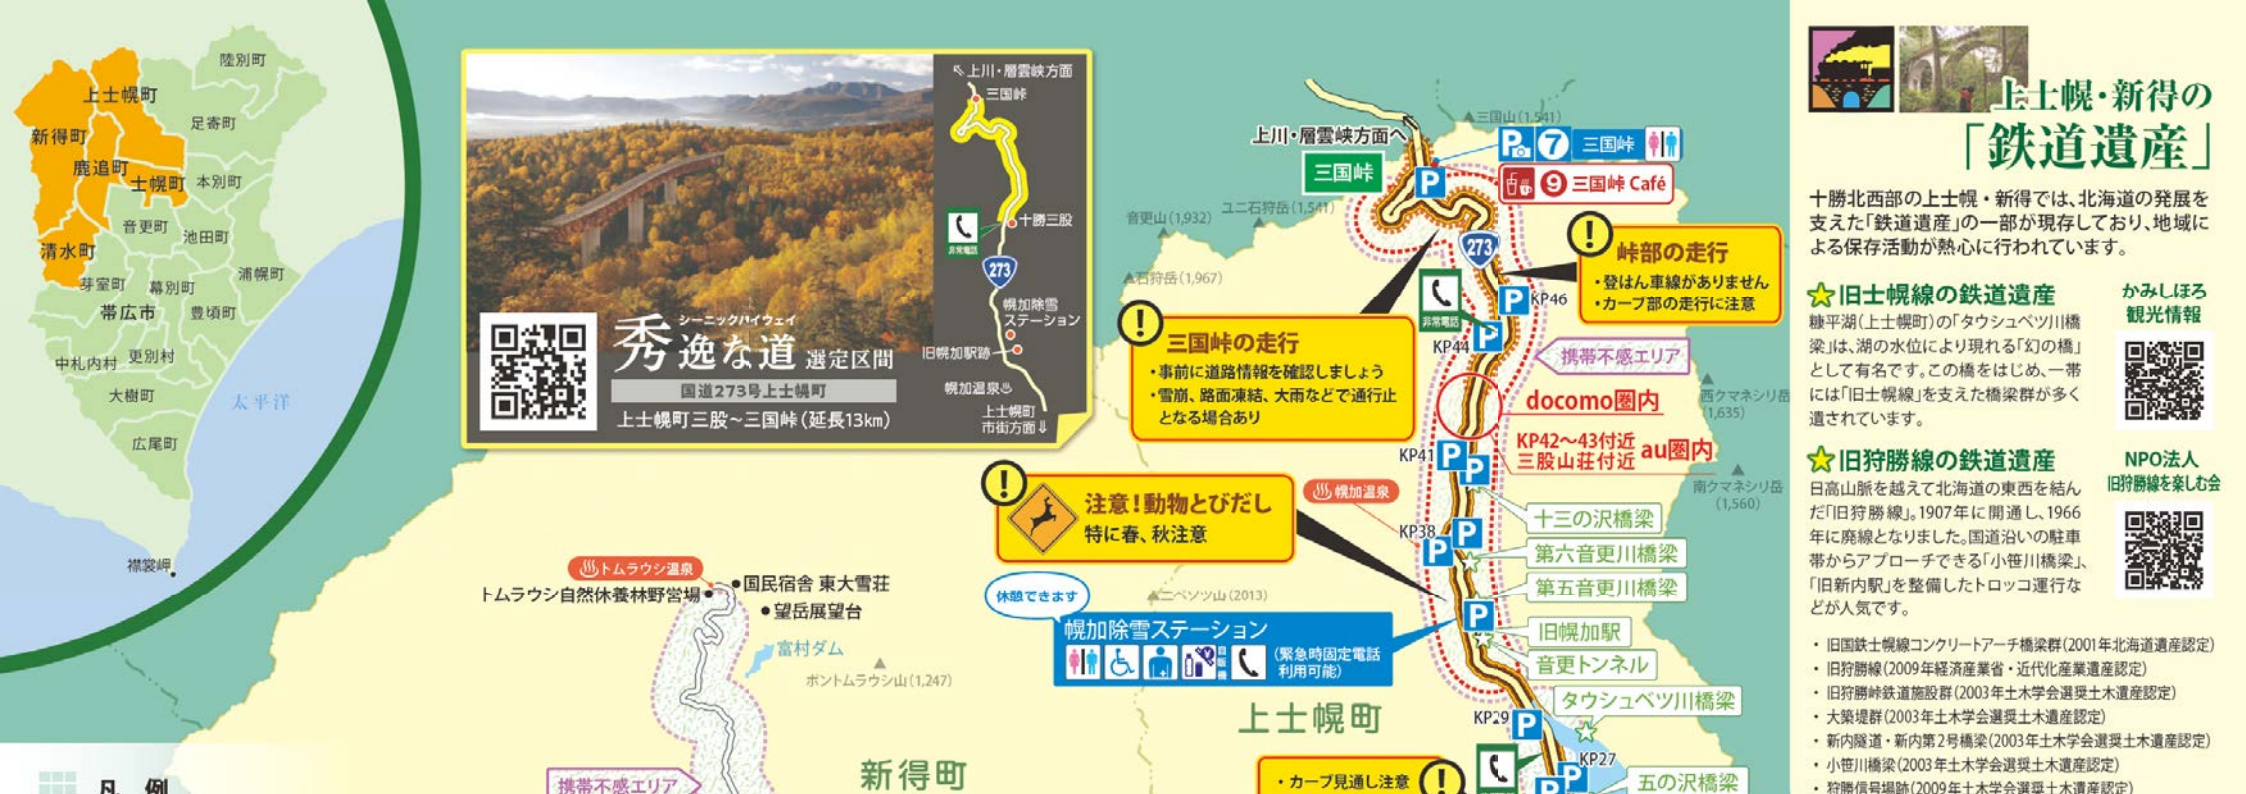 陸別町
上士幌町
足寄町
新得町
鹿追町
士幌町
本別町
音更町
池田町
清水町
浦幌町
芽室町
幕別町
帯広市
豊頃町
中札内村
更別村
大樹町
太平洋
広尾町
襟裳岬
凡 例
上川・層雲峡方面
三国峠
十勝三股
非常電話
273
幌加除雪
ステーション
旧幌加駅跡
幌加温泉
上士幌町
市街方面
シーニックハイウェイ
秀逸な道 選定区間
国道273号上士幌町
上士幌町三股～三国峠(延長13km)
三国山(1,541)
上川・層雲峡方面へ
P 7 三国峠
三国峠
P
9 三国峠 Café
音更山(1,932)
ユニ石狩岳(1,541)
石狩岳(1,967)
273
! 峠部の走行
・登はん車線がありません
・カーブ部の走行に注意
P KP46
非常電話
KP44 P
! 三国峠の走行
・事前に道路情報を確認しましょう
・雪崩、路面凍結、大雨などで通行止
となる場合あり
携帯不感エリア
西クマネシリ岳
(1,635)
docomo圏内
KP42～43付近
三股山荘付近
au圏内
KP41 P P
南クマネシリ岳
(1,560)
! 注意!動物とびだし
特に春、秋注意
幌加温泉
十三の沢橋梁
KP38 P P
第六音更川橋梁
第五音更川橋梁
トムラウシ温泉
国民宿舎 東大雪荘
トムラウシ自然休養林野営場
望岳展望台
富村ダム
ポントムラウシ山(1,247)
ニペソツ山(2013)
休憩できます
幌加除雪ステーション
自販機
(緊急時固定電話
利用可能)
P
旧幌加駅
音更トンネル
タウシュベツ川橋梁
上士幌町
KP29 P
KP27
P P
五の沢橋梁
・カーブ見通し注意 !
新得町
携帯不感エリア
上士幌・新得の
「鉄道遺産」
十勝北西部の上士幌・新得では、北海道の発展を
支えた「鉄道遺産」の一部が現存しており、地域に
よる保存活動が熱心に行われています。
旧士幌線の鉄道遺産
糠平湖(上士幌町)の「タウシュベツ川橋
梁」は、湖の水位により現れる「幻の橋」
として有名です。この橋をはじめ、一帯
には「旧士幌線」を支えた橋梁群が多く
遺されています。
かみしほろ
観光情報
旧狩勝線の鉄道遺産
日高山脈を越えて北海道の東西を結ん
だ「旧狩勝線」。1907年に開通し、1966
年に廃線となりました。国道沿いの駐車
帯からアプローチできる「小笹川橋梁」、
「旧新内駅」を整備したトロッコ運行な
どが人気です。
NPO法人
旧狩勝線を楽しむ会
・ 旧国鉄士幌線コンクリートアーチ橋梁群(2001年北海道遺産認定)
・ 旧狩勝線(2009年経済産業省・近代化産業遺産認定)
・ 旧狩勝峠鉄道施設群(2003年土木学会選奨土木遺産認定)
・ 大築堤群(2003年土木学会選奨土木遺産認定)
・ 新内隧道・新内第2号橋梁(2003年土木学会選奨土木遺産認定)
・ 小笹川橋梁(2003年土木学会選奨土木遺産認定)
・ 狩勝信号場跡(2009年土木学会選奨土木遺産認定)